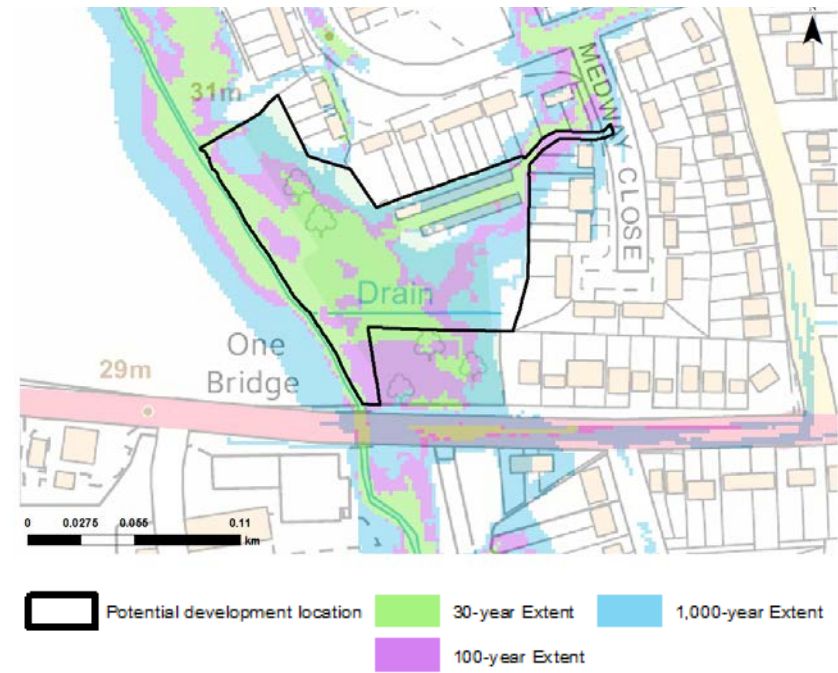 31m
MEDWAY CLOSE
Drain
One
Bridge
29m
0 0.0275 0.055 0.11
km
Potential development location
30-year Extent
1,000-year Extent
100-year Extent